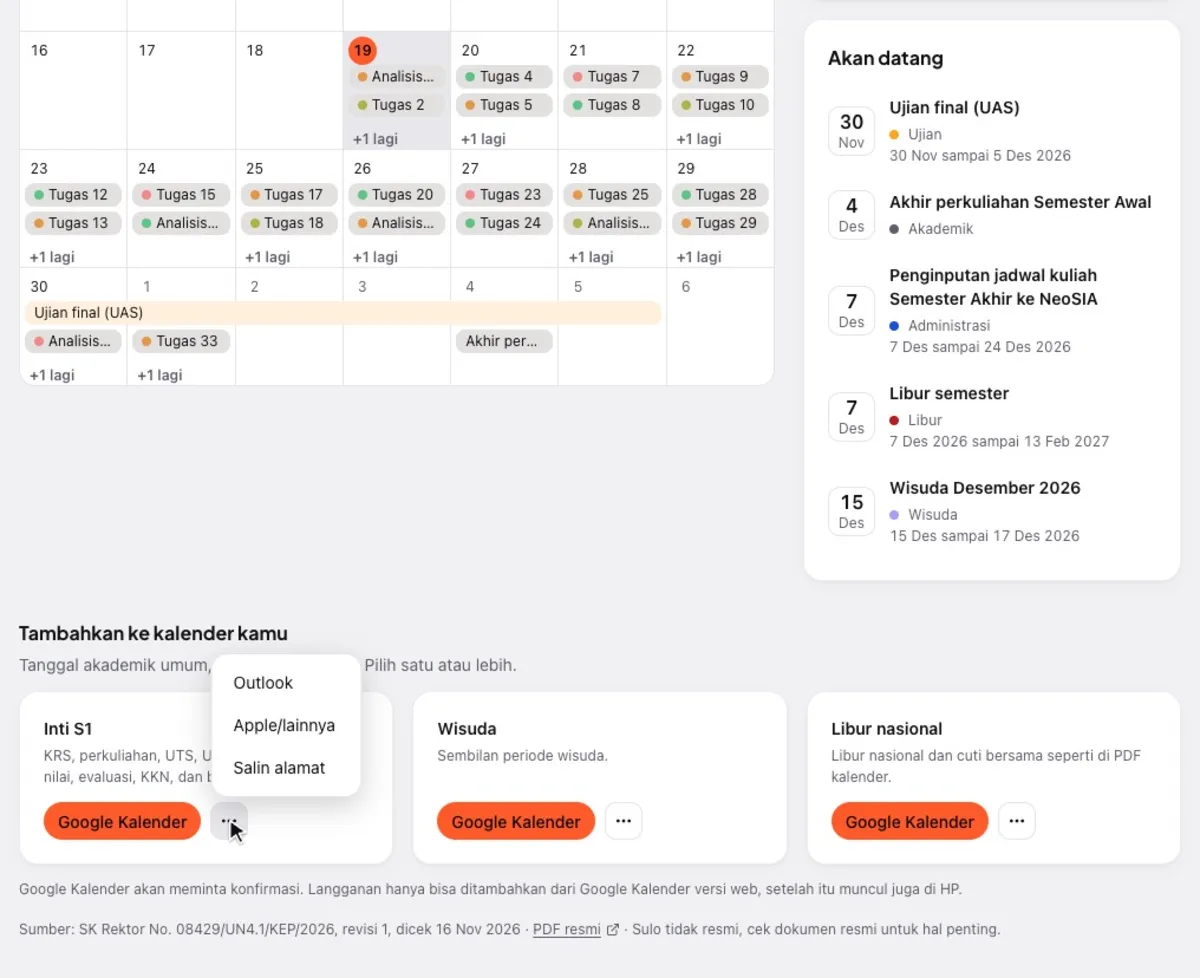 16
17
18
19
20
21
22
Analisis...
Tugas 4
Tugas 7
Tugas 9
Tugas 2
Tugas 5
Tugas 8
Tugas 10
+1 lagi
+1 lagi
+1 lagi
23
24
25
26
27
28
29
Tugas 12
Tugas 15
Tugas 17
Tugas 20
Tugas 23
Tugas 25
Tugas 28
Tugas 13
Analisis...
Tugas 18
Analisis...
Tugas 24
Analisis...
Tugas 29
+1 lagi
+1 lagi
+1 lagi
+1 lagi
+1 lagi
30
1
2
3
4
5
6
Ujian final (UAS)
Analisis...
Tugas 33
Akhir per...
+1 lagi
+1 lagi
Akan datang
30
Nov
Ujian final (UAS)
Ujian
30 Nov sampai 5 Des 2026
4
Des
Akhir perkuliahan Semester Awal
Akademik
7
Des
Penginputan jadwal kuliah
Semester Akhir ke NeoSIA
Administrasi
7 Des sampai 24 Des 2026
7
Des
Libur semester
Libur
7 Des 2026 sampai 13 Feb 2027
15
Des
Wisuda Desember 2026
Wisuda
15 Des sampai 17 Des 2026
Tambahkan ke kalender kamu
Tanggal akademik umum, Pilih satu atau lebih.
Outlook
Apple/lainnya
Salin alamat
Inti S1
KRS, perkuliahan, UTS,
nilai, evaluasi, KKN, dan
Google Kalender
Wisuda
Sembilan periode wisuda.
Google Kalender
Libur nasional
Libur nasional dan cuti bersama seperti di PDF
kalender.
Google Kalender
Google Kalender akan meminta konfirmasi. Langganan hanya bisa ditambahkan dari Google Kalender versi web, setelah itu muncul juga di HP.
Sumber: SK Rektor No. 08429/UN4.1/KEP/2026, revisi 1, dicek 16 Nov 2026 · PDF resmi · Sulo tidak resmi, cek dokumen resmi untuk hal penting.